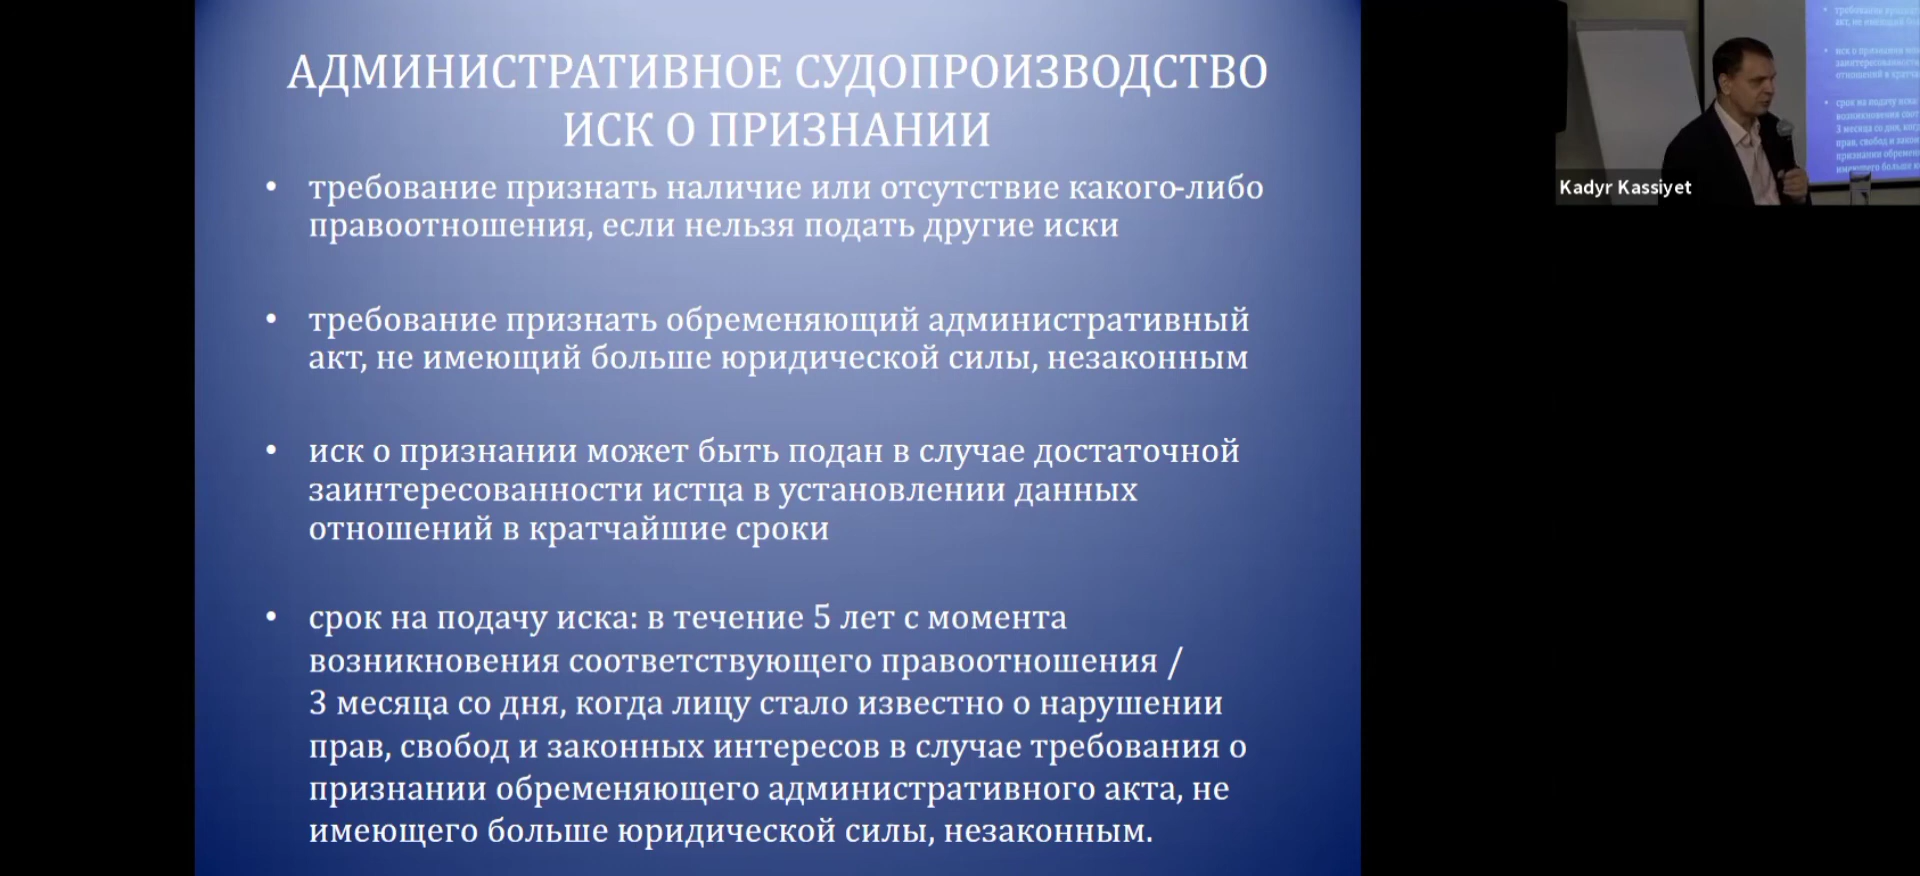 АДМИНИСТРАТИВНОЕ СУДОПРОИЗВОДСТВО
ИСК О ПРИЗНАНИИ
• требование признать наличие или отсутствие какого-либо
правоотношения, если нельзя подать другие иски
• требование признать обременяющий административный
акт, не имеющий больше юридической силы, незаконным
• иск о признании может быть подан в случае достаточной
заинтересованности истца в установлении данных
отношений в кратчайшие сроки
• срок на подачу иска: в течение 5 лет с момента
возникновения соответствующего правоотношения /
3 месяца со дня, когда лицу стало известно о нарушении
прав, свобод и законных интересов в случае требования о
признании обременяющего административного акта, не
имеющего больше юридической силы, незаконным.
Kadyr Kassiyet